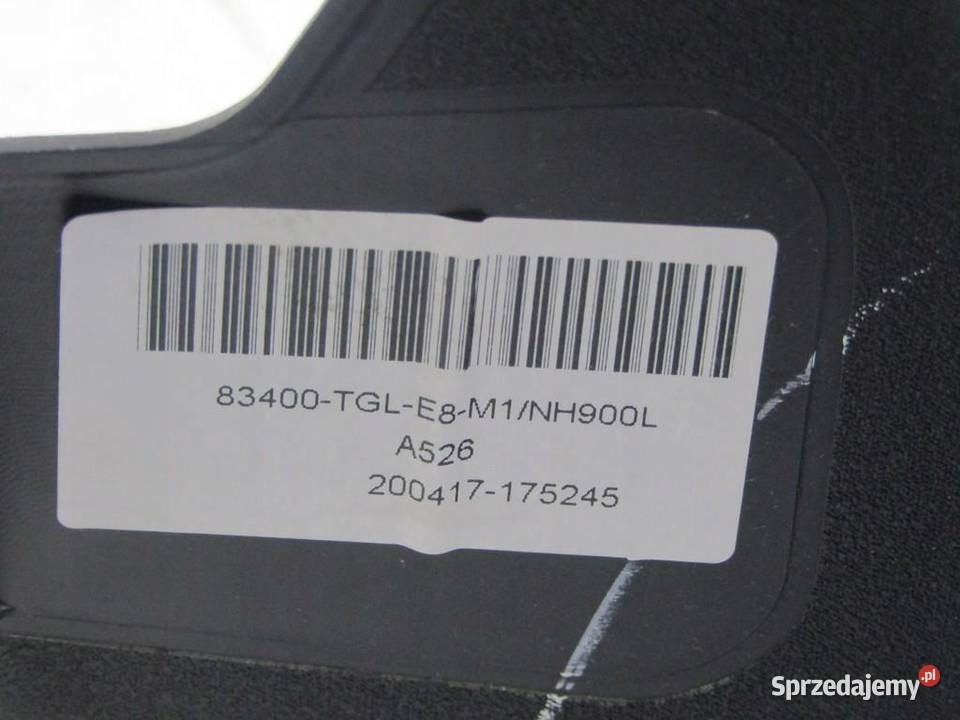 83400-TGL-E8-M1/NH900L
A526
200417-175245
Sprzedajemy.pl